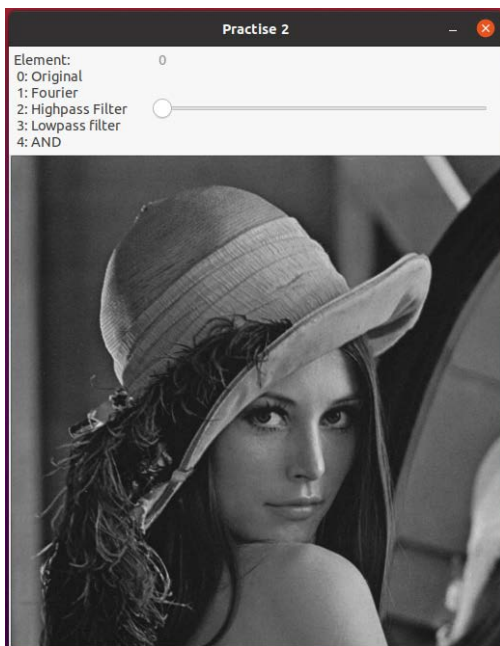 Practise 2
Element:
0
0: Original
1: Fourier
2: Highpass Filter
3: Lowpass filter
4: AND